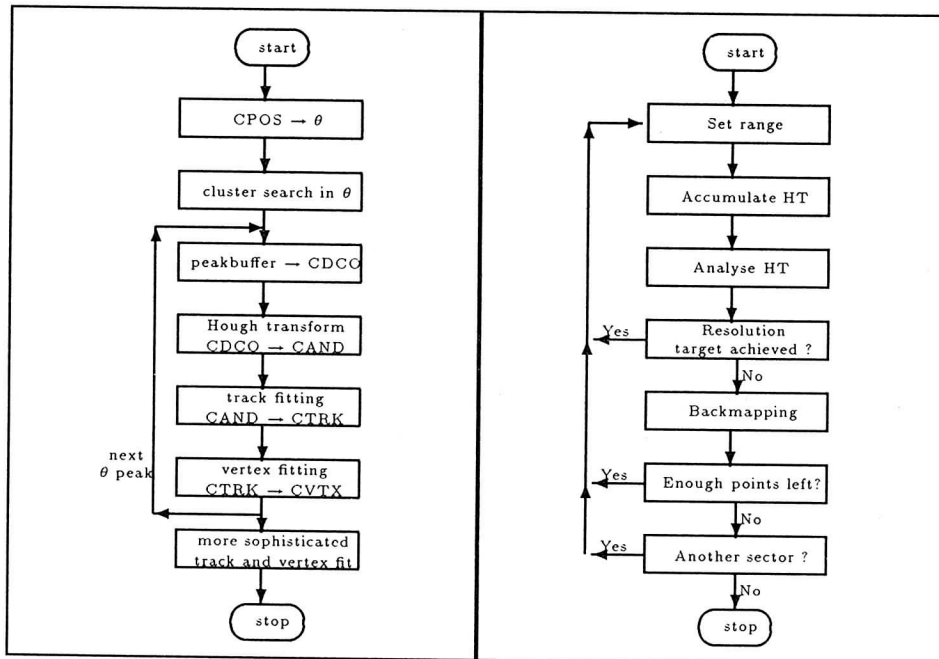 start
CPOS → θ
cluster search in θ
peakbuffer → CDCO
Hough transform
CDCO → CAND
track fitting
CAND → CTRK
next
θ peak
vertex fitting
CTRK → CVTX
more sophisticated
track and vertex fit
stop
start
Set range
Accumulate HT
Analyse HT
Yes
Resolution
target achieved ?
No
Backmapping
Yes
Enough points left?
No
Yes
Another sector ?
No
stop